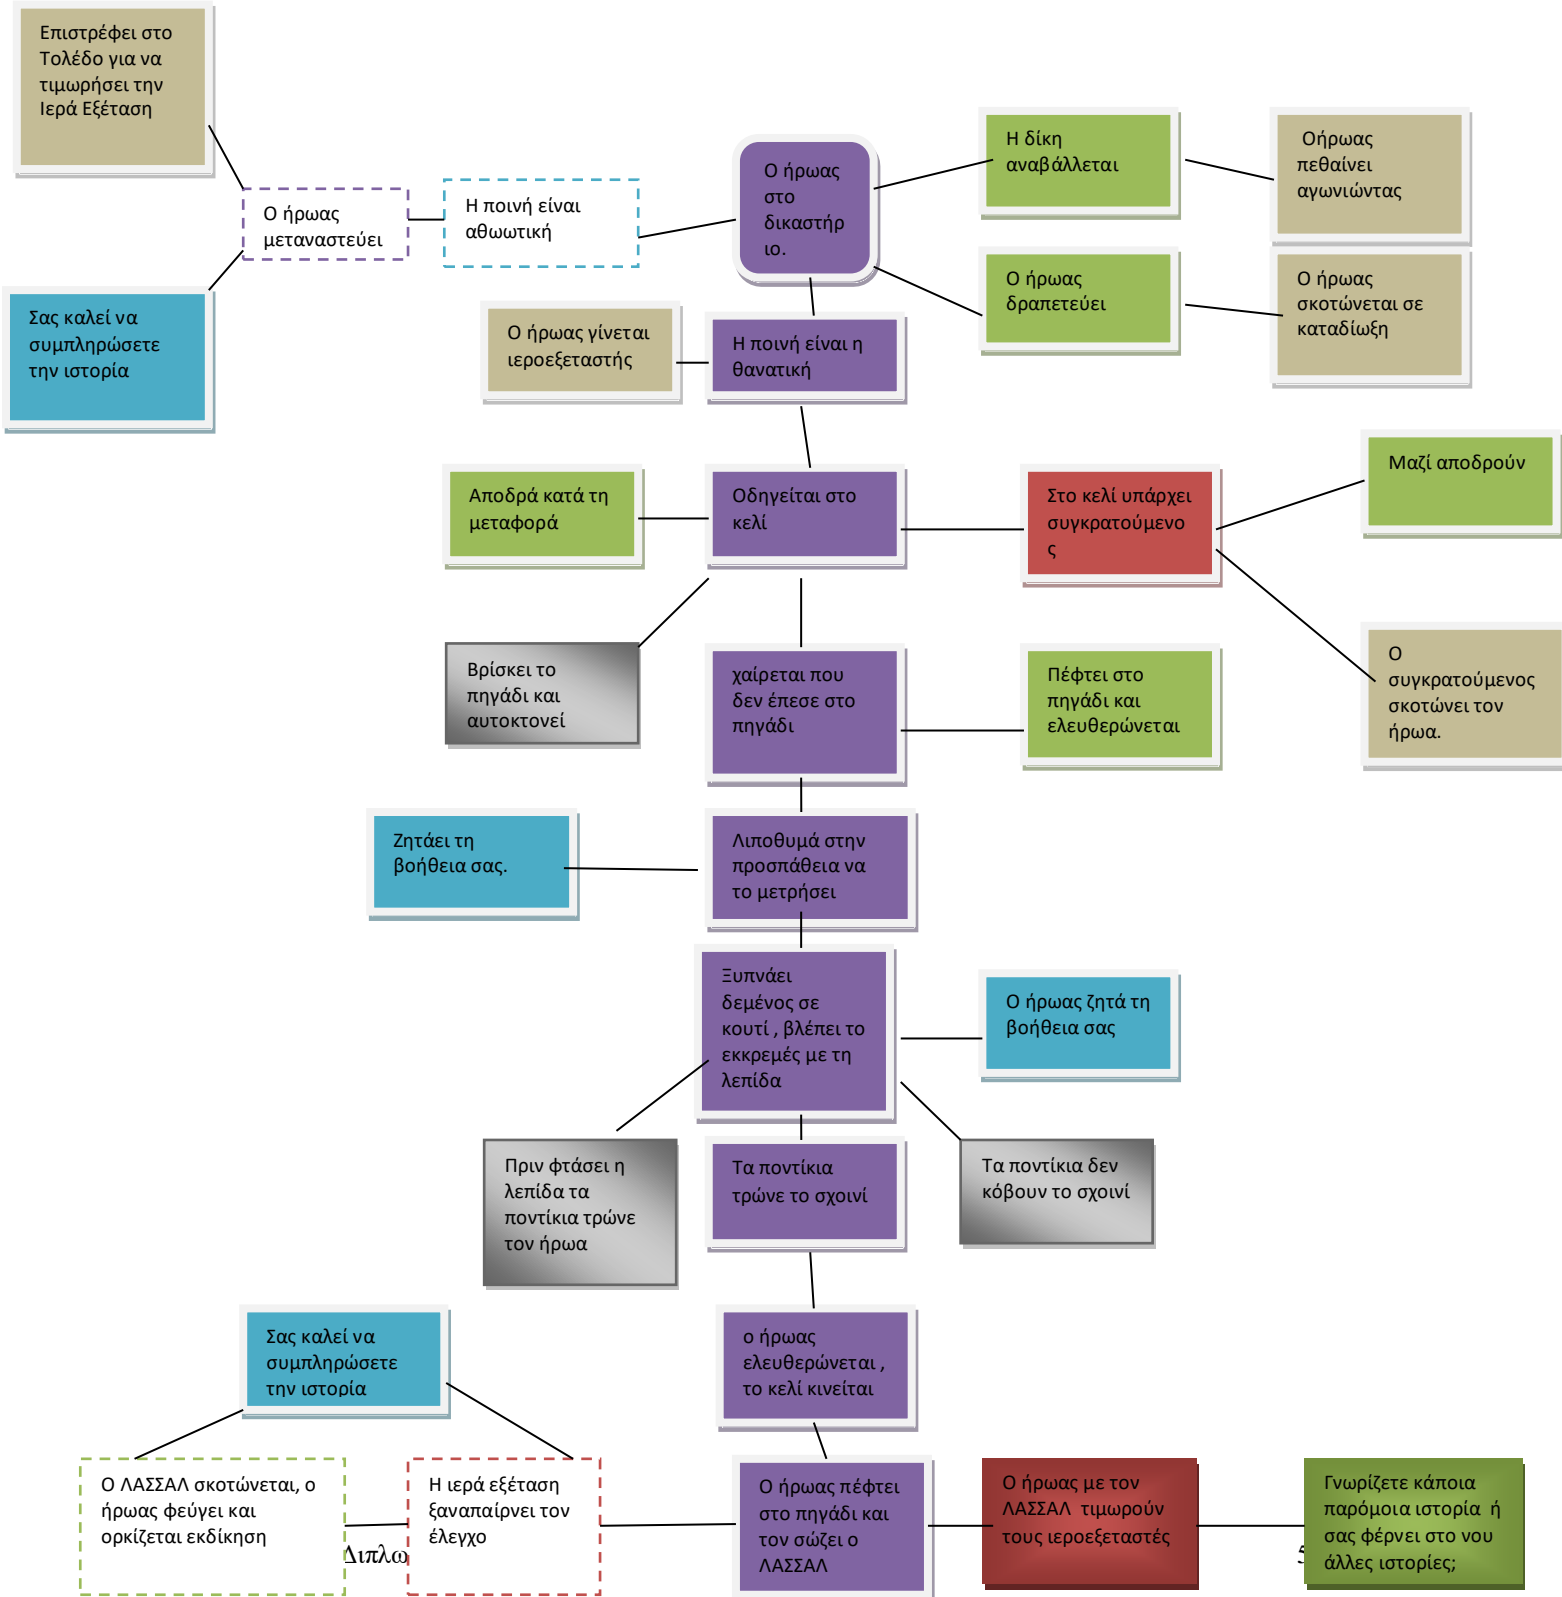 Επιστρέφει στο
Τολέδο για να
τιμωρήσει την
Ιερά Εξέταση
Ο ήρωας
μεταναστεύει
Η ποινή είναι
αθωωτική
Ο ήρωας
στο
δικαστήρ
ιο.
Η δίκη
αναβάλλεται
Οήρωας
πεθαίνει
αγωνιώντας
Σας καλεί να
συμπληρώσετε
την ιστορία
Ο ήρωας
δραπετεύει
Ο ήρωας
σκοτώνεται σε
καταδίωξη
Ο ήρωας γίνεται
ιεροεξεταστής
Η ποινή είναι η
θανατική
Αποδρά κατά τη
μεταφορά
Οδηγείται στο
κελί
Στο κελί υπάρχει
συγκρατούμενο
ς
Μαζί αποδρούν
Βρίσκει το
πηγάδι και
αυτοκτονεί
χαίρεται που
δεν έπεσε στο
πηγάδι
Πέφτει στο
πηγάδι και
ελευθερώνεται
Ο
συγκρατούμενος
σκοτώνει τον
ήρωα.
Ζητάει τη
βοήθεια σας.
Λιποθυμά στην
προσπάθεια να
το μετρήσει
Ξυπνάει
δεμένος σε
κουτί , βλέπει το
εκκρεμές με τη
λεπίδα
Ο ήρωας ζητά τη
βοήθεια σας
Πριν φτάσει η
λεπίδα τα
ποντίκια τρώνε
τον ήρωα
Τα ποντίκια
τρώνε το σχοινί
Τα ποντίκια δεν
κόβουν το σχοινί
Σας καλεί να
συμπληρώσετε
την ιστορία
ο ήρωας
ελευθερώνεται ,
το κελί κινείται
Ο ΛΑΣΣΑΛ σκοτώνεται, ο
ήρωας φεύγει και
ορκίζεται εκδίκηση
Η ιερά εξέταση
ξαναπαίρνει τον
έλεγχο
Ο ήρωας πέφτει
στο πηγάδι και
τον σώζει ο
ΛΑΣΣΑΛ
Ο ήρωας με τον
ΛΑΣΣΑΛ τιμωρούν
τους ιεροεξεταστές
Γνωρίζετε κάποια
παρόμοια ιστορία ή
σας φέρνει στο νου
άλλες ιστορίες;
Διπλω